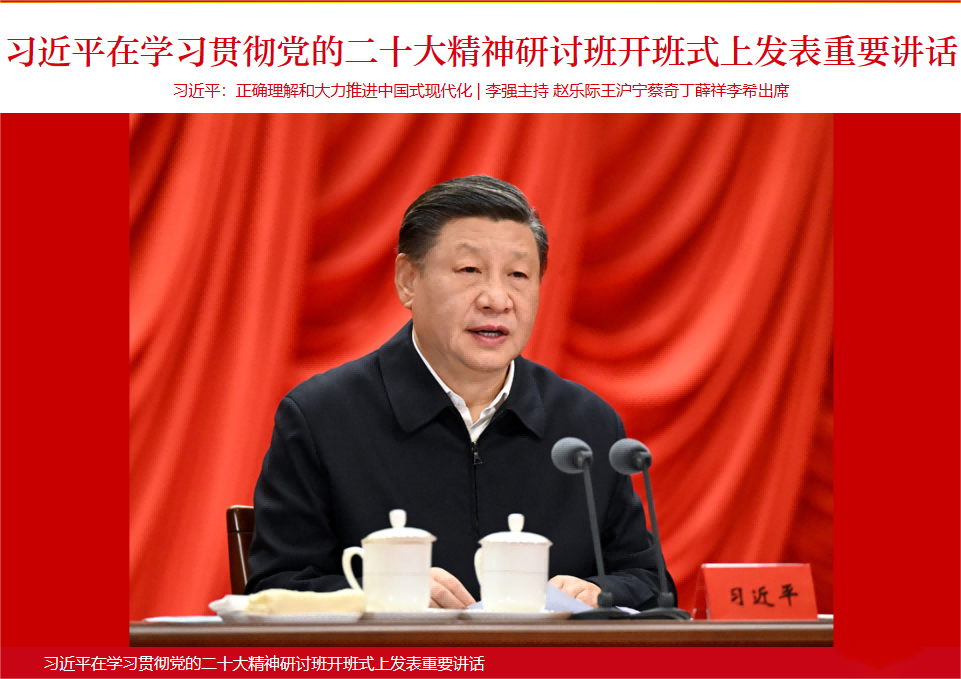 习近平在学习贯彻党的二十大精神研讨班开班式上发表重要讲话
习近平：正确理解和大力推进中国式现代化 | 李强主持 赵乐际王沪宁蔡奇丁薛祥李希出席
习近平
习近平在学习贯彻党的二十大精神研讨班开班式上发表重要讲话